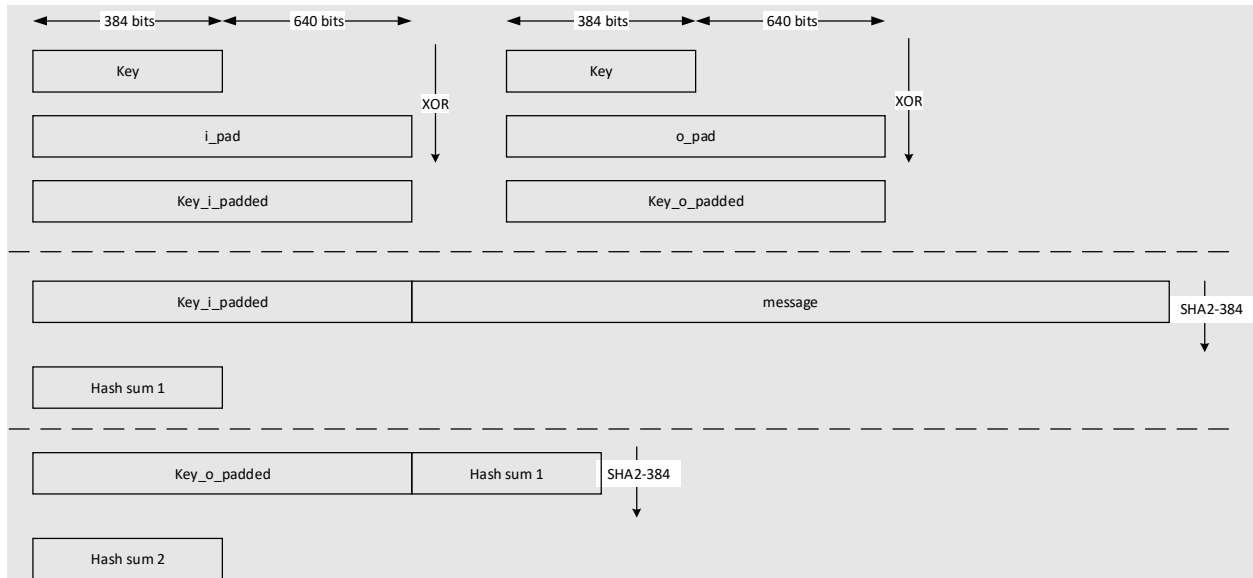 384 bits 640 bits 384 bits 640 bits
Key Key
XOR XOR
i_pad o_pad
Key_i_padded Key_o_padded
Key_i_padded message
SHA2-384
Hash sum 1
Key_o_padded Hash sum 1 SHA2-384
Hash sum 2